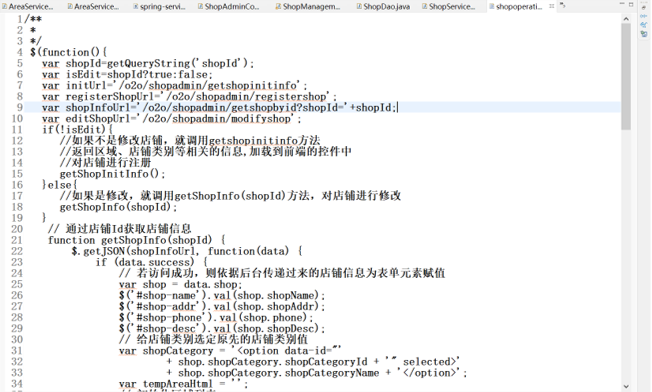 AreaService...
AreaService...
spring-servic...
ShopAdminCo...
ShopManagem...
ShopDao.java
ShopService...
shopoperati...
1 /**
2 *
3 */
4 $(function(){
5 var shopId=getQueryString('shopId');
6 var isEdit=shopId?true:false;
7 var initUrl='/o2o/shopadmin/getshopinitinfo';
8 var registerShopUrl='/o2o/shopadmin/registershop';
9 var shopInfoUrl='/o2o/shopadmin/getshopbyid?shopId='+shopId;
10 var editShopUrl='/o2o/shopadmin/modifyshop';
11 if(!isEdit){
12 //如果不是修改店铺，就调用getshopinitinfo方法
13 //返回区域、店铺类别等相关的信息,加载到前端的控件中
14 //对店铺进行注册
15 getShopInitInfo();
16 }else{
17 //如果是修改，就调用getShopInfo(shopId)方法，对店铺进行修改
18 getShopInfo(shopId);
19 }
20 // 通过店铺Id获取店铺信息
21 function getShopInfo(shopId) {
22 $.getJSON(shopInfoUrl, function(data) {
23 if (data.success) {
24 // 若访问成功，则依据后台传递过来的店铺信息为表单元素赋值
25 var shop = data.shop;
26 $('#shop-name').val(shop.shopName);
27 $('#shop-addr').val(shop.shopAddr);
28 $('#shop-phone').val(shop.phone);
29 $('#shop-desc').val(shop.shopDesc);
30 // 给店铺类别选定原先的店铺类别值
31 var shopCategory = '<option data-id="'
32 + shop.shopCategory.shopCategoryId + '" selected>'
33 + shop.shopCategory.shopCategoryName + '</option>';
34 var tempAreaHtml = '';